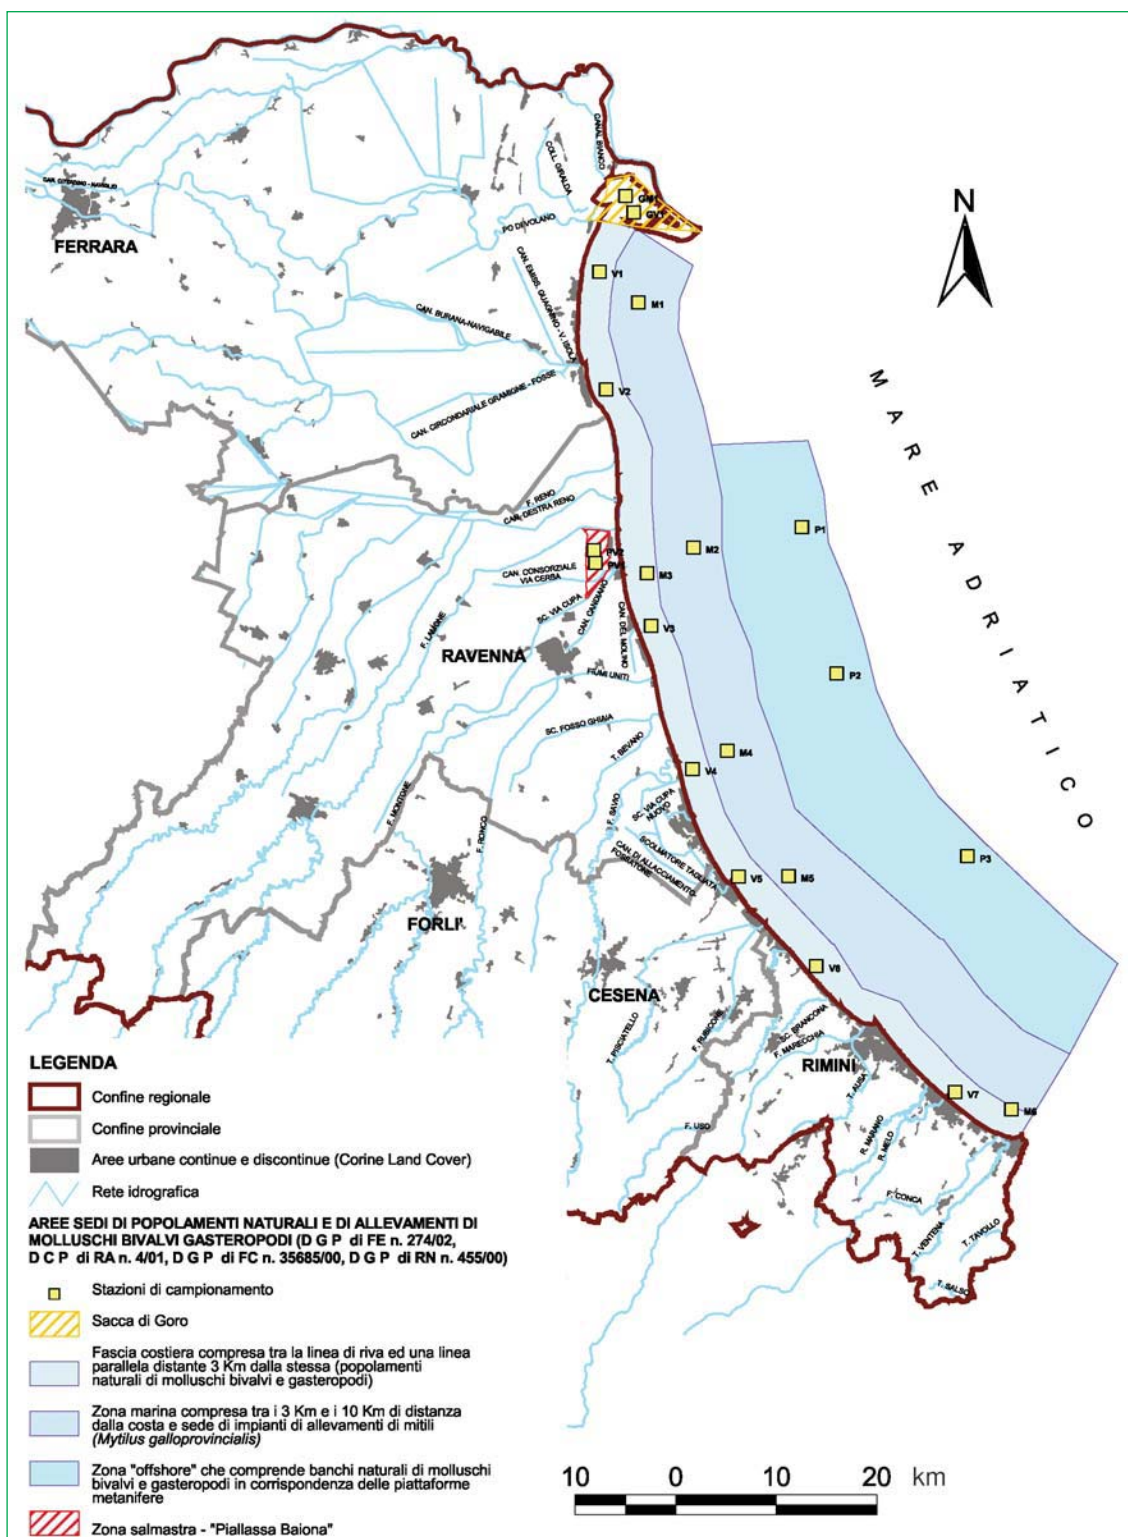 CANAL BIANCO
COLL. GIRALDA
GM1
GV1
FERRARA
PO DI VOLANO
N
V1
M1
CAN. EMISS. GUAGNINO - V. ISOLA
CAN. BURANA-NAVIGABILE
CAN. CIRCONDARIALE GRAMIGNE - FOSSE
V2
MARE ADRIATICO
F. RENO
CAN. DESTRA RENO
P1
PV2
PV1
M2
M3
CAN. CONSORZIALE
VIA CERBA
SC. VIA CUPA
CAN. CANDIANO
CAN. DEL MOLINO
F. LAMONE
V3
RAVENNA
FIUMI UNITI
P2
SC. FOSSO GHIAIA
T. BEVANO
M4
V4
F. MONTONE
F. RONCO
F. SAVIO
SC. VIA CUPA
NUOVO
SCOLMATORE TAGLIATA
CAN. DI ALLACCIAMENTO
FOSSATONE
P3
V5
M5
FORLI'
V6
CESENA
T. PISCIATELLO
F. RUBICONE
SC. BRANCONA
F. MARECCHIA
RIMINI
T. AUSA
V7
M6
F. USO
R. MARANO
R. MELO
F. CONCA
T. VENTENA
T. TAVOLLO
T. SALSO
LEGENDA
Confine regionale
Confine provinciale
Aree urbane continue e discontinue (Corine Land Cover)
Rete idrografica
AREE SEDI DI POPOLAMENTI NATURALI E DI ALLEVAMENTI DI
MOLLUSCHI BIVALVI GASTEROPODI (D G P di FE n. 274/02,
D C P di RA n. 4/01, D G P di FC n. 35685/00, D G P di RN n. 455/00)
Stazioni di campionamento
Sacca di Goro
Fascia costiera compresa tra la linea di riva ed una linea
parallela distante 3 Km dalla stessa (popolamenti
naturali di molluschi bivalvi e gasteropodi)
Zona marina compresa tra i 3 Km e i 10 Km di distanza
dalla costa e sede di impianti di allevamenti di mitili
(Mytilus galloprovincialis)
Zona "offshore" che comprende banchi naturali di molluschi
bivalvi e gasteropodi in corrispondenza delle piattaforme
metanifere
Zona salmastra - "Piallassa Baiona"
10 0 10 20 km